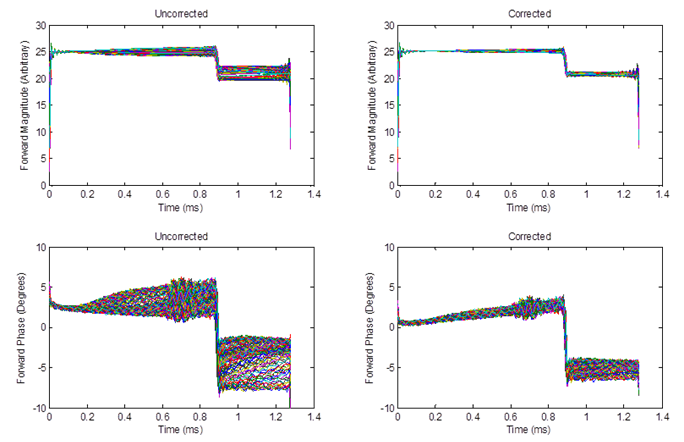 Uncorrected
Forward Magnitude (Arbitrary)
30
25
20
15
10
5
0
0 0.2 0.4 0.6 0.8 1 1.2 1.4
Time (ms)
Corrected
Forward Magnitude (Arbitrary)
30
25
20
15
10
5
0
0 0.2 0.4 0.6 0.8 1 1.2 1.4
Time (ms)
Uncorrected
Forward Phase (Degrees)
10
5
0
-5
-10
0 0.2 0.4 0.6 0.8 1 1.2 1.4
Time (ms)
Corrected
Forward Phase (Degrees)
10
5
0
-5
-10
0 0.2 0.4 0.6 0.8 1 1.2 1.4
Time (ms)